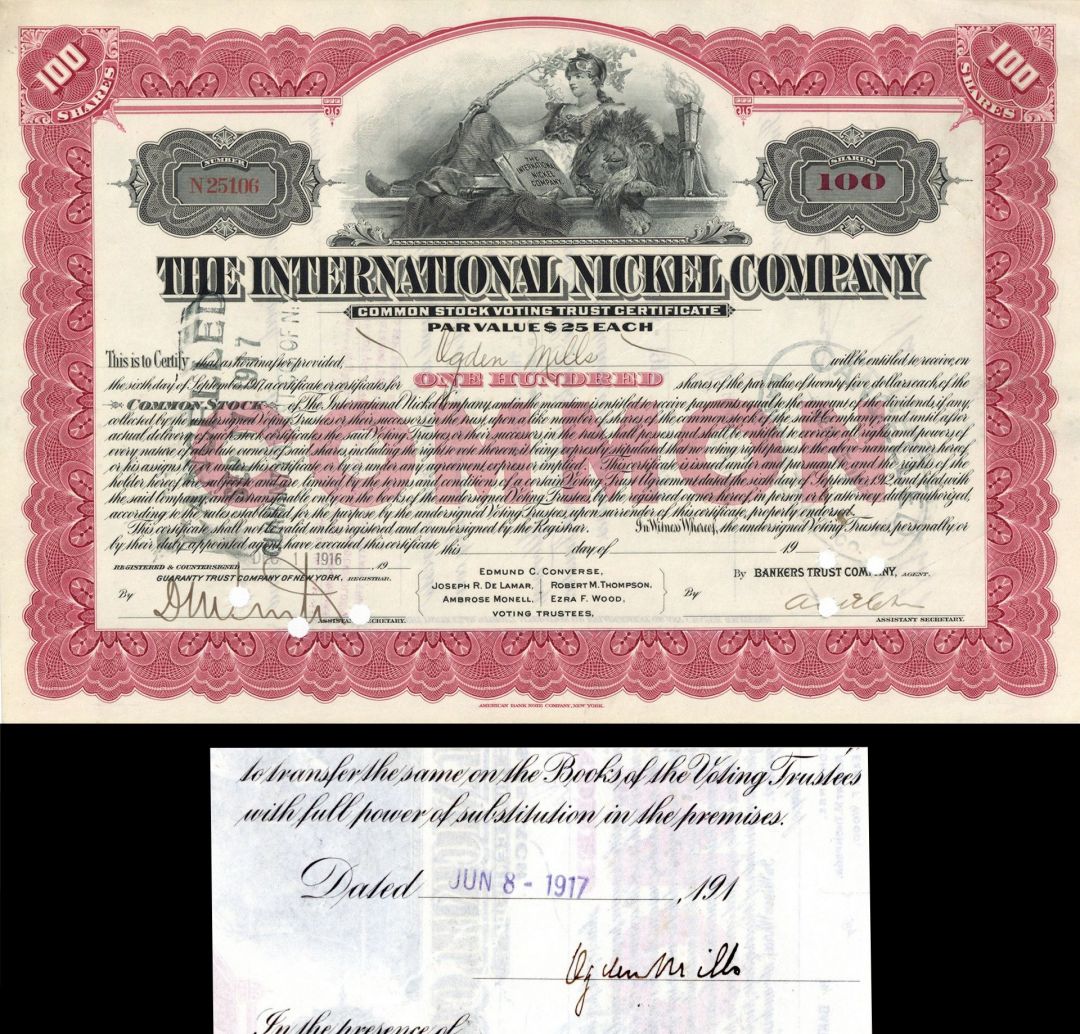 100
SHARES
100
SHARES
NUMBER
N 25106
SHARES
100
THE INTERNATIONAL NICKEL COMPANY.
THE INTERNATIONAL NICKEL COMPANY
COMMON STOCK VOTING TRUST CERTIFICATE
PAR VALUE $25 EACH
This is to Certify that as hereinafter provided, Ogden Mills will be entitled to receive on
the sixth day of September 1917, a certificate or certificates for ONE HUNDRED shares of the par value of twenty five dollars each, of the
COMMON STOCK of The International Nickel Company, and in the meantime is entitled to receive payments equal to the amount of the dividends, if any
collected by the undersigned Voting Trustees or their successors in the trust, upon a like number of shares of the common stock of the said Company; and until after
actual delivery of such stock certificates the said Voting Trustees or their successors in the trust, shall possess and shall be entitled to exercise all rights and powers of
every name of absolute owner of said shares, including the right to vote thereon, it being expressly stipulated that no voting right passes to the above named owner hereof
or his assigns by or under this certificate or by or under any agreement, express or implied. This certificate is issued under and pursuant to, and the rights of the
holder hereof are subject to and are limited by the terms and conditions of a certain Voting Trust Agreement dated the sixth day of September 1912, and filed with
the said Company, and is transferable only on the books of the undersigned Voting Trustees by the registered owner hereof, in person or by attorney duly authorized,
according to the rules established for the purpose by the undersigned Voting Trustees, upon surrender of this certificate properly endorsed.
This certificate shall not be valid unless registered and countersigned by the Registrar. In Witness Whereof, the undersigned Voting Trustees, personally or
by their duly appointed agent, have executed this certificate this day of 19
COMMON
REGISTERED & COUNTERSIGNED DEC 11 1916 , 19
GUARANTY TRUST COMPANY OF NEW YORK, REGISTRAR.
By
ASSISTANT SECRETARY.
EDMUND C. CONVERSE,
JOSEPH R. DE LAMAR, ROBERT M. THOMPSON,
AMBROSE MONELL, EZRA F. WOOD,
VOTING TRUSTEES,
By BANKERS TRUST COMPANY, AGENT.
By
ASSISTANT SECRETARY.
AMERICAN BANK NOTE COMPANY, NEW YORK.
to transfer the same on the Books of the Voting Trustees
with full power of substitution in the premises.
Dated JUN 8 - 1917 , 191
Ogden Mills
In the presence of